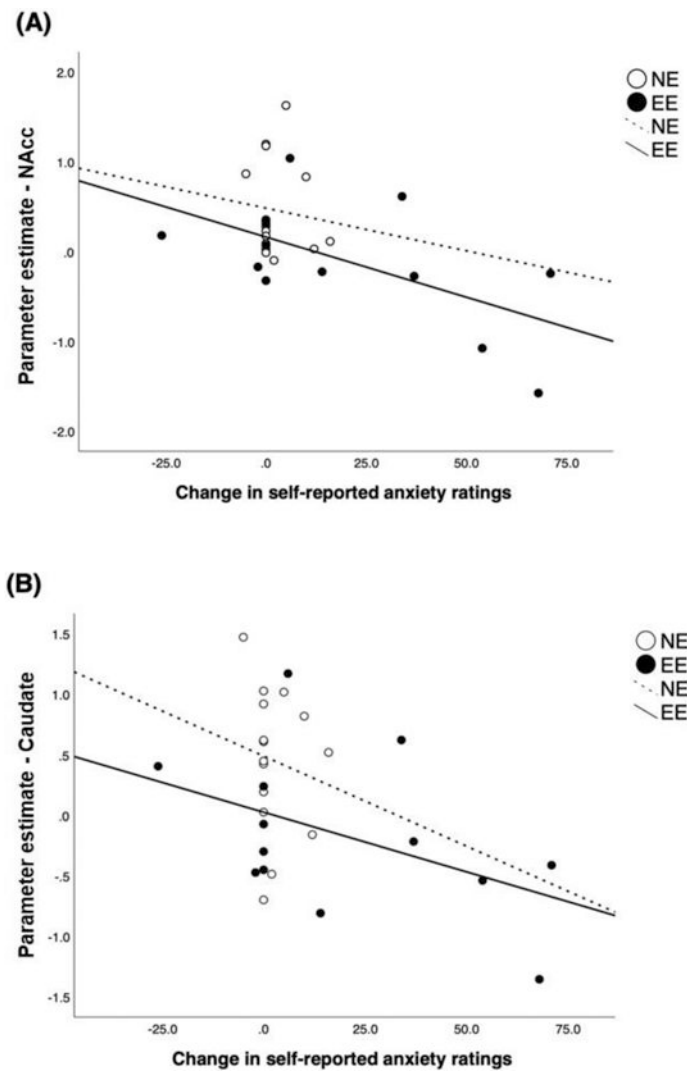 (A)
2.0
1.0
.0
-1.0
-2.0
Parameter estimate - NAcc
-25.0 .0 25.0 50.0 75.0
Change in self-reported anxiety ratings
NE
EE
NE
EE
(B)
1.5
1.0
.5
.0
-.5
-1.0
-1.5
Parameter estimate - Caudate
-25.0 .0 25.0 50.0 75.0
Change in self-reported anxiety ratings
NE
EE
NE
EE